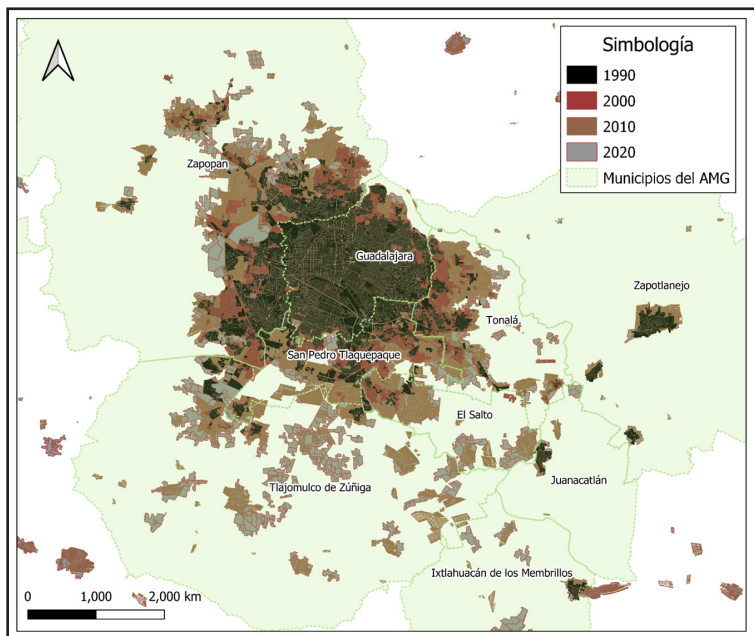 Simbología
1990
2000
2010
2020
Municipios del AMG
Zapopan
Guadalajara
Zapotlanejo
Tonalá
San Pedro Tlaquepaque
El Salto
Juanacatlán
Tlajomulco de Zúñiga
Ixtlahuacán de los Membrillos
0 1,000 2,000 km